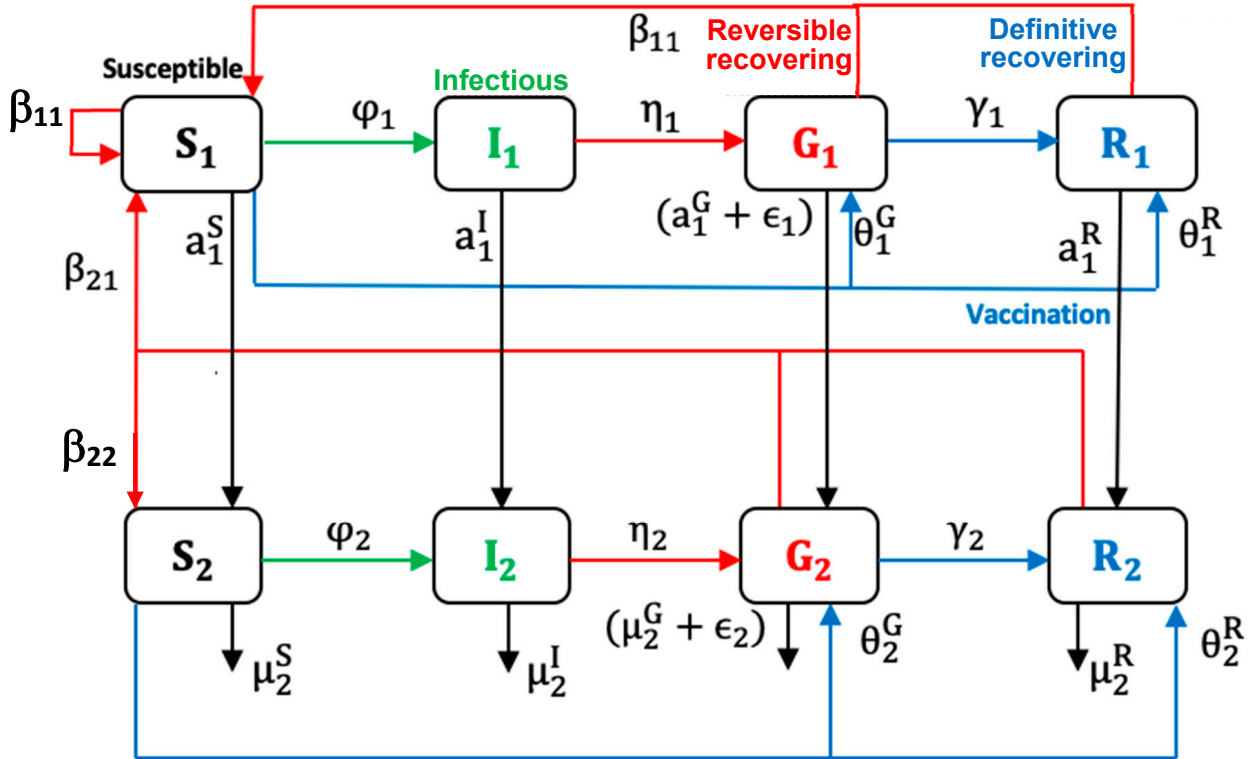 β₁₁
Reversible
recovering
Definitive
recovering
Susceptible
Infectious
β₁₁
S₁
φ₁
I₁
η₁
G₁
γ₁
R₁
β₂₁
a₁ˢ
a₁ᴵ
(a₁ᴳ + ϵ₁)
θ₁ᴳ
a₁ᴿ
θ₁ᴿ
Vaccination
β₂₂
S₂
φ₂
I₂
η₂
G₂
γ₂
R₂
μ₂ˢ
μ₂ᴵ
(μ₂ᴳ + ϵ₂)
θ₂ᴳ
μ₂ᴿ
θ₂ᴿ